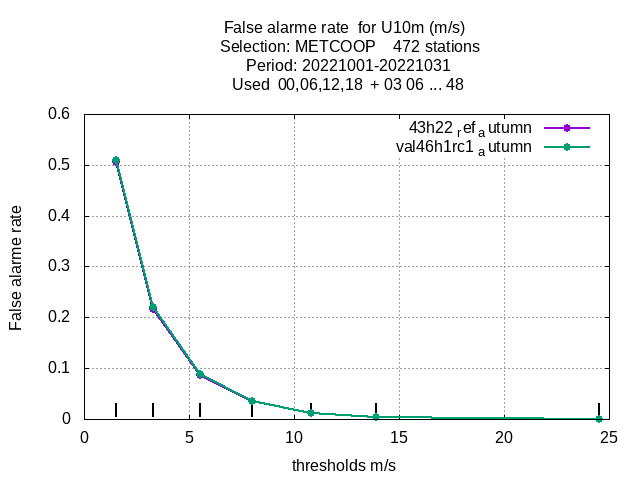 False alarme rate  for U10m (m/s)
Selection: METCOOP    472 stations
Period: 20221001-20221031
Used  00,06,12,18  + 03 06 ... 48
43h22refautumn
val46h1rc1autumn
0.6
0.5
0.4
0.3
0.2
0.1
0
False alarme rate
0 5 10 15 20 25
thresholds m/s